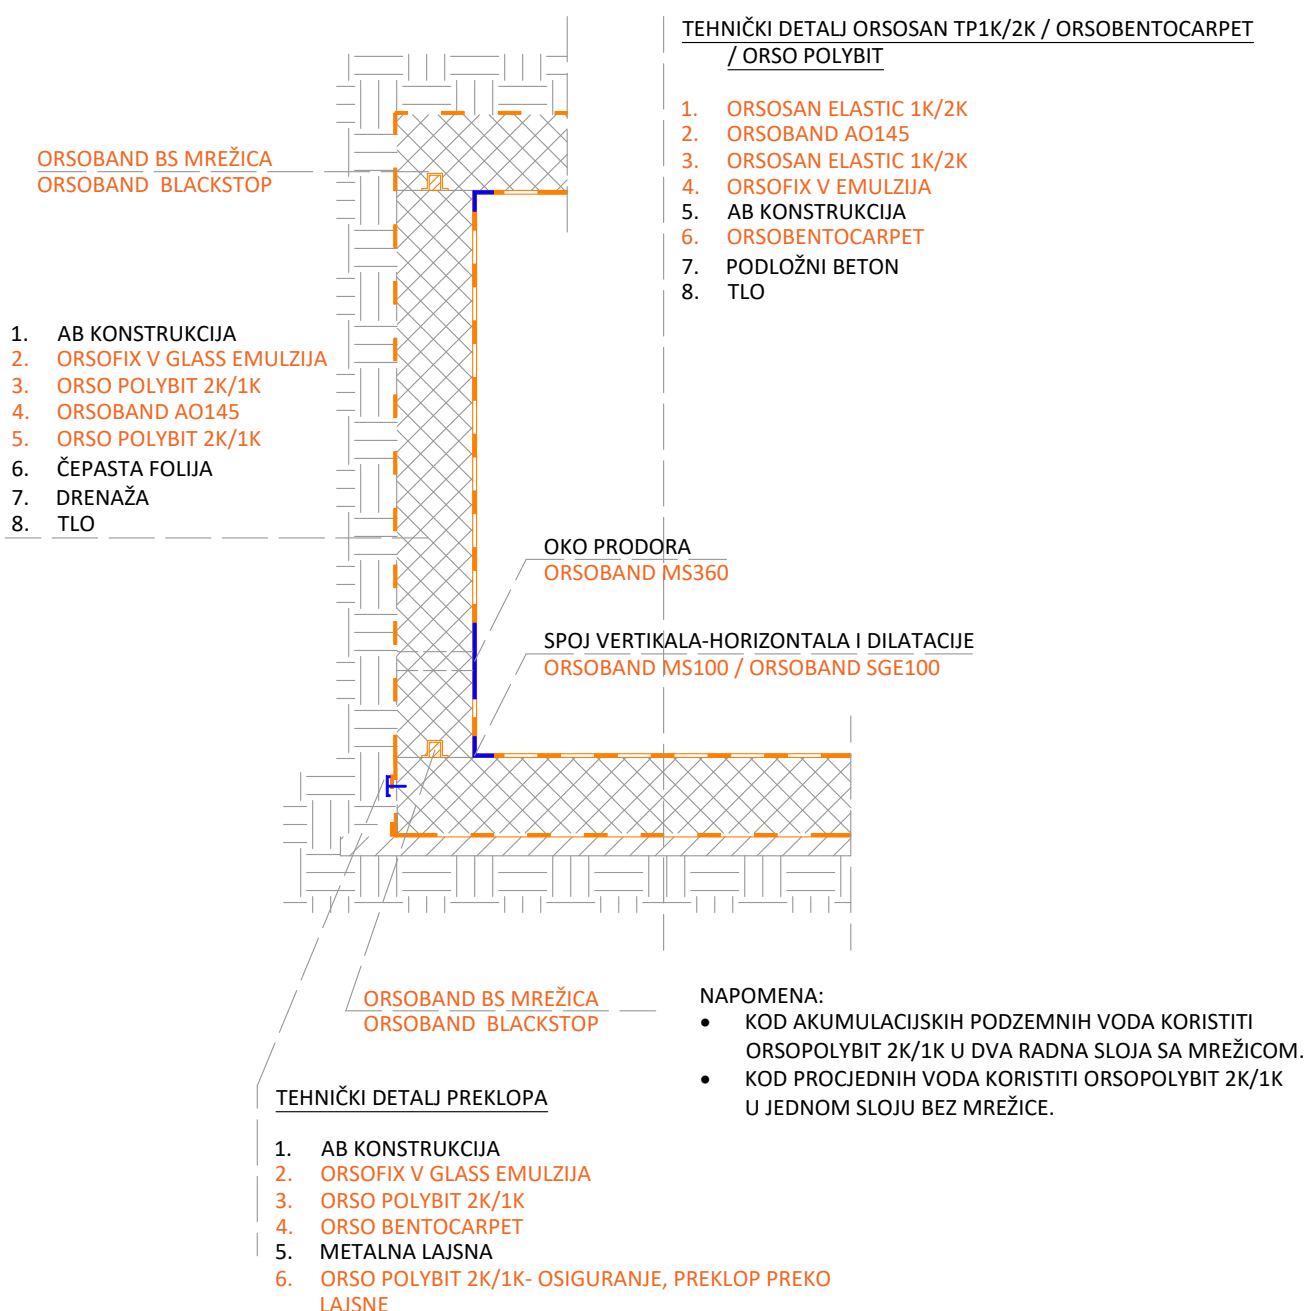 TEHNIČKI DETALJ ORSOSAN TP1K/2K / ORSOBENTOCARPET
/ ORSO POLYBIT
1. ORSOSAN ELASTIC 1K/2K
2. ORSOBAND AO145
3. ORSOSAN ELASTIC 1K/2K
4. ORSOFIX V EMULZIJA
5. AB KONSTRUKCIJA
6. ORSOBENTOCARPET
7. PODLOŽNI BETON
8. TLO
ORSOBAND BS MREŽICA
ORSOBAND BLACKSTOP
1. AB KONSTRUKCIJA
2. ORSOFIX V GLASS EMULZIJA
3. ORSO POLYBIT 2K/1K
4. ORSOBAND AO145
5. ORSO POLYBIT 2K/1K
6. ČEPASTA FOLIJA
7. DRENAŽA
8. TLO
OKO PRODORA
ORSOBAND MS360
SPOJ VERTIKALA-HORIZONTALA I DILATACIJE
ORSOBAND MS100 / ORSOBAND SGE100
ORSOBAND BS MREŽICA
ORSOBAND BLACKSTOP
NAPOMENA:
• KOD AKUMULACIJSKIH PODZEMNIH VODA KORISTITI
ORSOPOLYBIT 2K/1K U DVA RADNA SLOJA SA MREŽICOM.
• KOD PROCJEDNIH VODA KORISTITI ORSOPOLYBIT 2K/1K
U JEDNOM SLOJU BEZ MREŽICE.
TEHNIČKI DETALJ PREKLOPA
1. AB KONSTRUKCIJA
2. ORSOFIX V GLASS EMULZIJA
3. ORSO POLYBIT 2K/1K
4. ORSO BENTOCARPET
5. METALNA LAJSNA
6. ORSO POLYBIT 2K/1K- OSIGURANJE, PREKLOP PREKO
LAJSNE